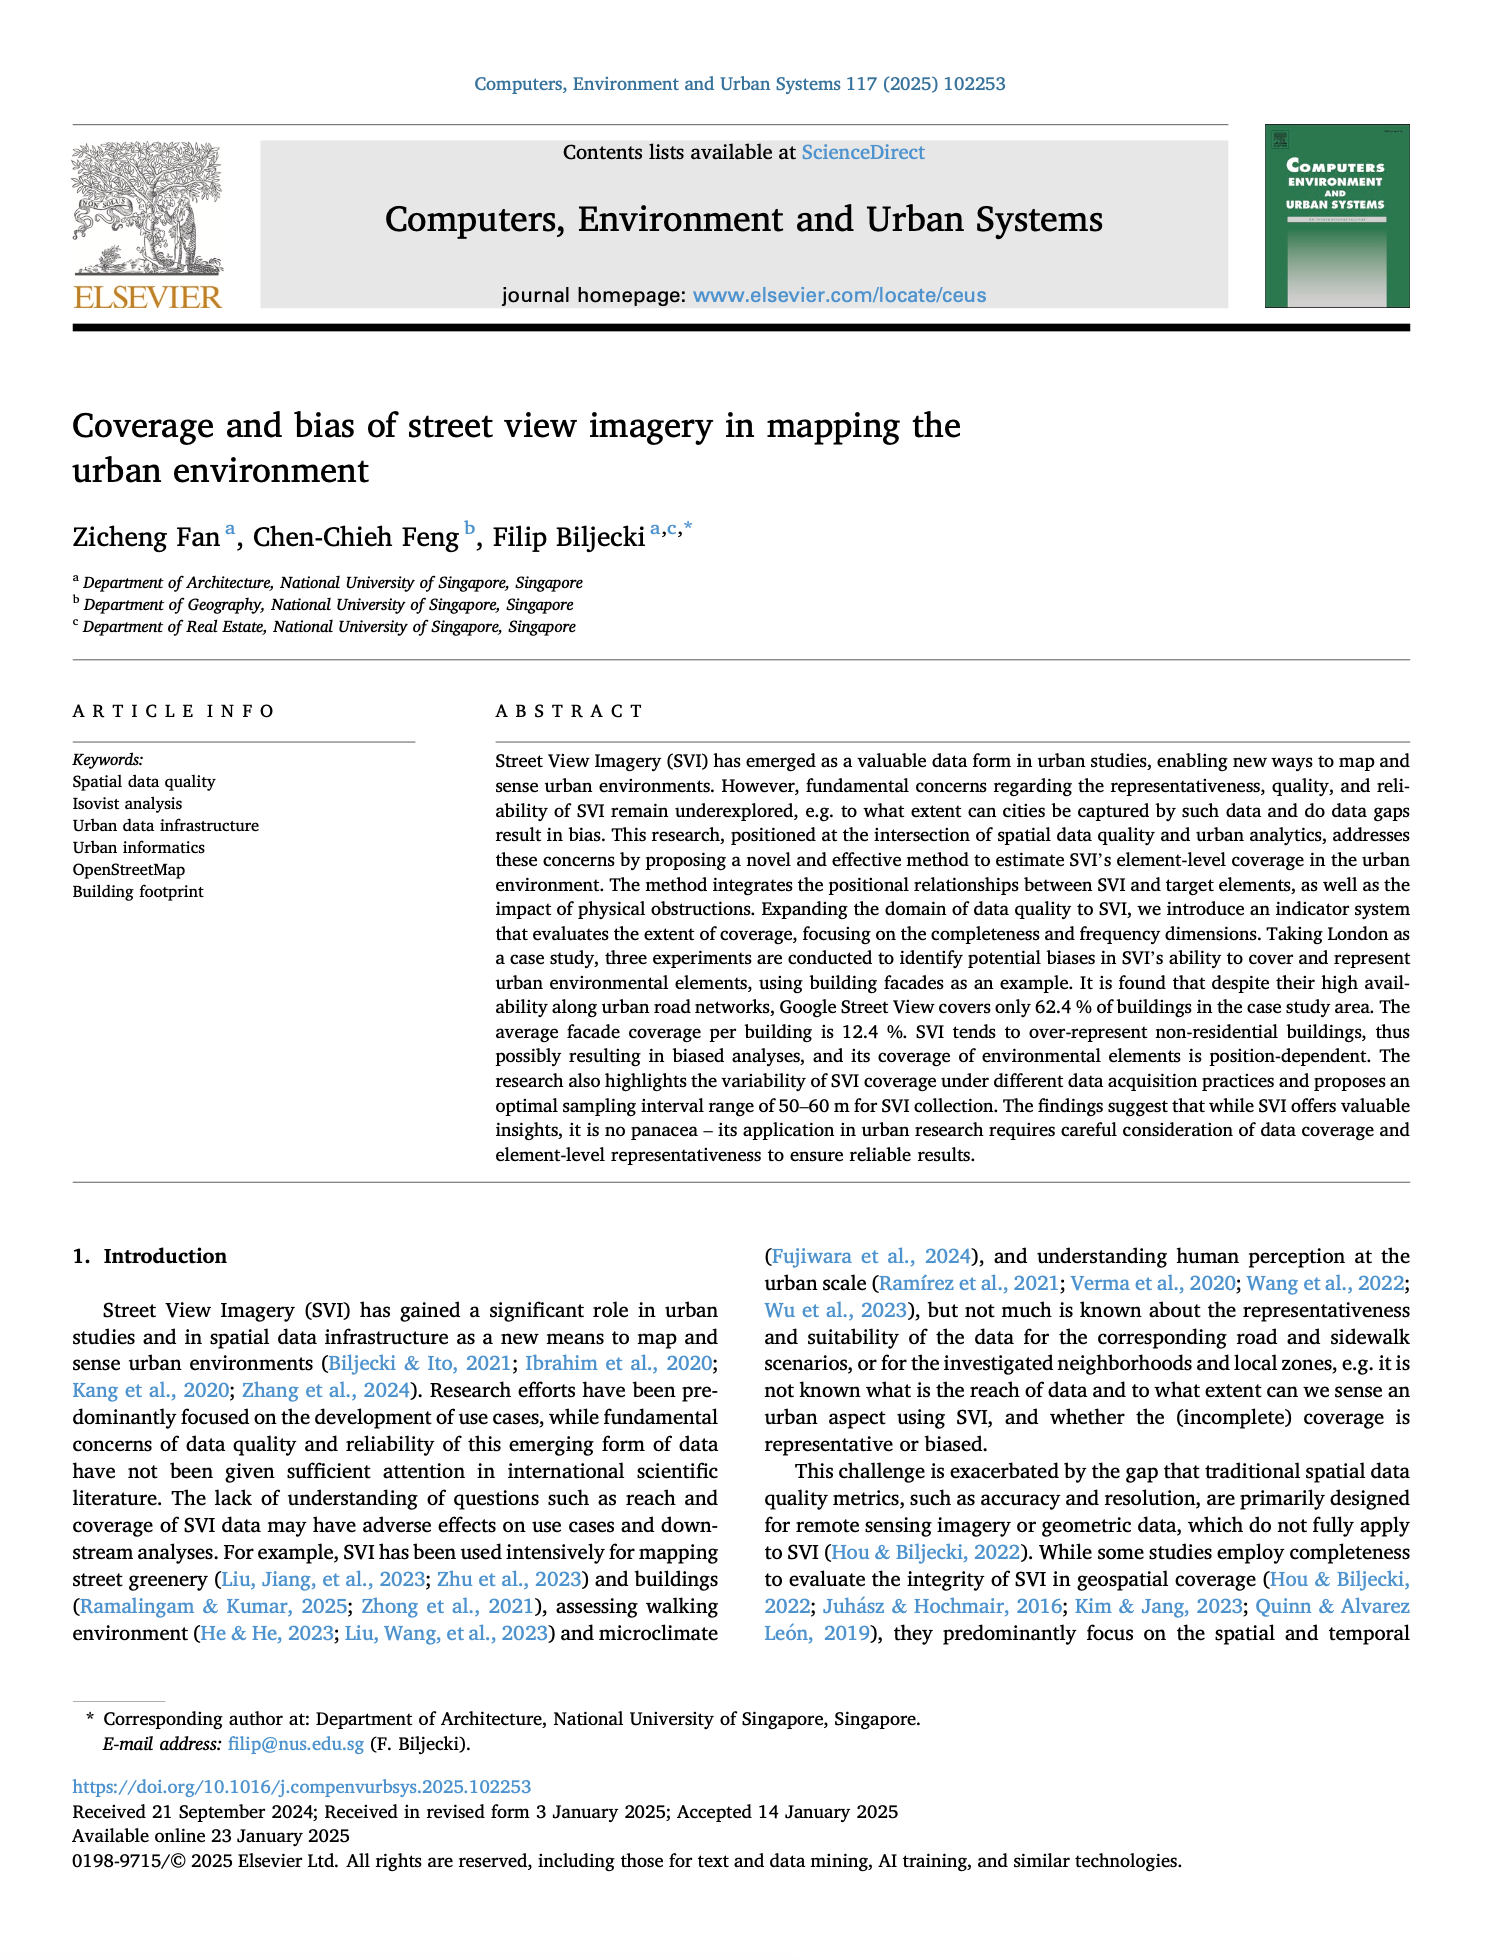 Computers, Environment and Urban Systems 117 (2025) 102253
Contents lists available at ScienceDirect
Computers, Environment and Urban Systems
journal homepage: www.elsevier.com/locate/ceus
ELSEVIER
COMPUTERS
ENVIRONMENT
AND
URBAN SYSTEMS
Coverage and bias of street view imagery in mapping the
urban environment
Zicheng Fan a, Chen-Chieh Feng b, Filip Biljecki a,c,*
a Department of Architecture, National University of Singapore, Singapore
b Department of Geography, National University of Singapore, Singapore
c Department of Real Estate, National University of Singapore, Singapore
ARTICLE INFO
Keywords:
Spatial data quality
Isovist analysis
Urban data infrastructure
Urban informatics
OpenStreetMap
Building footprint
ABSTRACT
Street View Imagery (SVI) has emerged as a valuable data form in urban studies, enabling new ways to map and
sense urban environments. However, fundamental concerns regarding the representativeness, quality, and reli-
ability of SVI remain underexplored, e.g. to what extent can cities be captured by such data and do data gaps
result in bias. This research, positioned at the intersection of spatial data quality and urban analytics, addresses
these concerns by proposing a novel and effective method to estimate SVI's element-level coverage in the urban
environment. The method integrates the positional relationships between SVI and target elements, as well as the
impact of physical obstructions. Expanding the domain of data quality to SVI, we introduce an indicator system
that evaluates the extent of coverage, focusing on the completeness and frequency dimensions. Taking London as
a case study, three experiments are conducted to identify potential biases in SVI's ability to cover and represent
urban environmental elements, using building facades as an example. It is found that despite their high avail-
ability along urban road networks, Google Street View covers only 62.4 % of buildings in the case study area. The
average facade coverage per building is 12.4 %. SVI tends to over-represent non-residential buildings, thus
possibly resulting in biased analyses, and its coverage of environmental elements is position-dependent. The
research also highlights the variability of SVI coverage under different data acquisition practices and proposes an
optimal sampling interval range of 50–60 m for SVI collection. The findings suggest that while SVI offers valuable
insights, it is no panacea – its application in urban research requires careful consideration of data coverage and
element-level representativeness to ensure reliable results.
1. Introduction
Street View Imagery (SVI) has gained a significant role in urban
studies and in spatial data infrastructure as a new means to map and
sense urban environments (Biljecki & Ito, 2021; Ibrahim et al., 2020;
Kang et al., 2020; Zhang et al., 2024). Research efforts have been pre-
dominantly focused on the development of use cases, while fundamental
concerns of data quality and reliability of this emerging form of data
have not been given sufficient attention in international scientific
literature. The lack of understanding of questions such as reach and
coverage of SVI data may have adverse effects on use cases and down-
stream analyses. For example, SVI has been used intensively for mapping
street greenery (Liu, Jiang, et al., 2023; Zhu et al., 2023) and buildings
(Ramalingam & Kumar, 2025; Zhong et al., 2021), assessing walking
environment (He & He, 2023; Liu, Wang, et al., 2023) and microclimate
(Fujiwara et al., 2024), and understanding human perception at the
urban scale (Ramírez et al., 2021; Verma et al., 2020; Wang et al., 2022;
Wu et al., 2023), but not much is known about the representativeness
and suitability of the data for the corresponding road and sidewalk
scenarios, or for the investigated neighborhoods and local zones, e.g. it is
not known what is the reach of data and to what extent can we sense an
urban aspect using SVI, and whether the (incomplete) coverage is
representative or biased.
This challenge is exacerbated by the gap that traditional spatial data
quality metrics, such as accuracy and resolution, are primarily designed
for remote sensing imagery or geometric data, which do not fully apply
to SVI (Hou & Biljecki, 2022). While some studies employ completeness
to evaluate the integrity of SVI in geospatial coverage (Hou & Biljecki,
2022; Juhász & Hochmair, 2016; Kim & Jang, 2023; Quinn & Alvarez
León, 2019), they predominantly focus on the spatial and temporal
* Corresponding author at: Department of Architecture, National University of Singapore, Singapore.
E-mail address: filip@nus.edu.sg (F. Biljecki).
https://doi.org/10.1016/j.compenvurbsys.2025.102253
Received 21 September 2024; Received in revised form 3 January 2025; Accepted 14 January 2025
Available online 23 January 2025
0198-9715/© 2025 Elsevier Ltd. All rights are reserved, including those for text and data mining, AI training, and similar technologies.